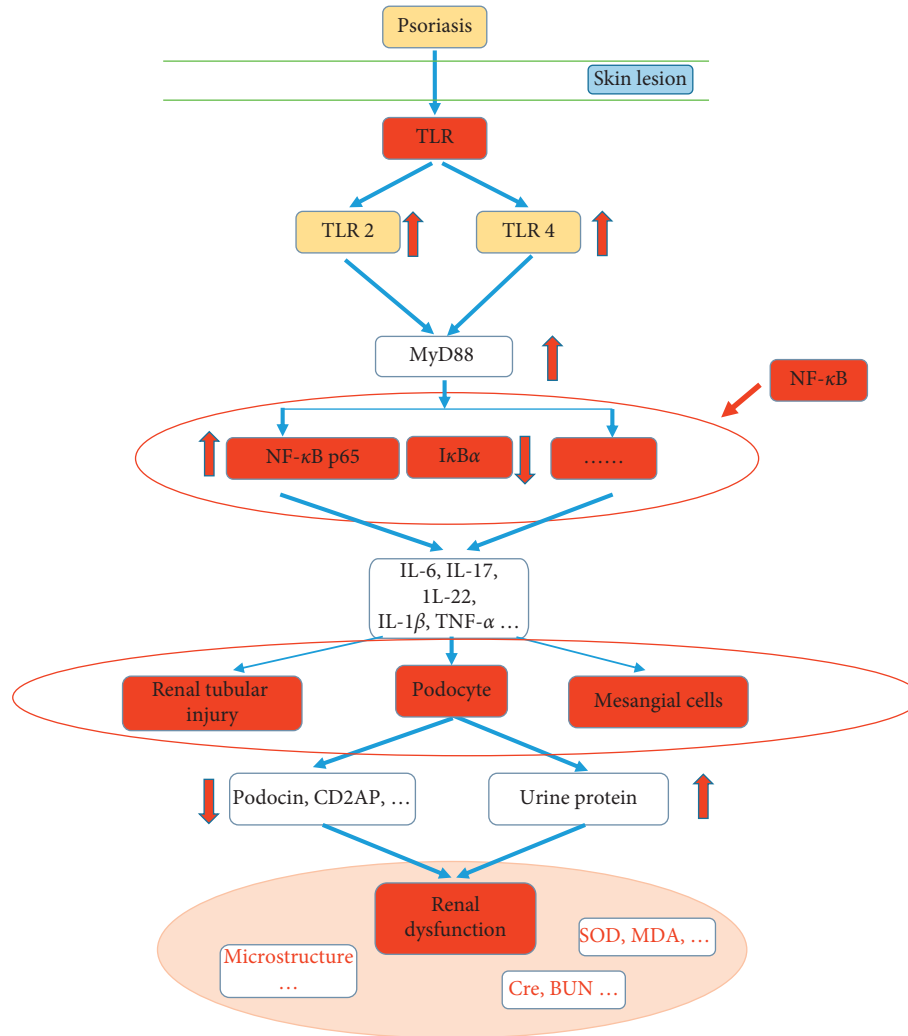 Psoriasis
Skin lesion
TLR
TLR 2
TLR 4
MyD88
NF-κB
NF-κB p65
IκBα
......
IL-6, IL-17,
1L-22,
IL-1β, TNF-α ...
Renal tubular
injury
Podocyte
Mesangial cells
Podocin, CD2AP, ...
Urine protein
Renal
dysfunction
SOD, MDA, ...
Microstructure
...
Cre, BUN ...